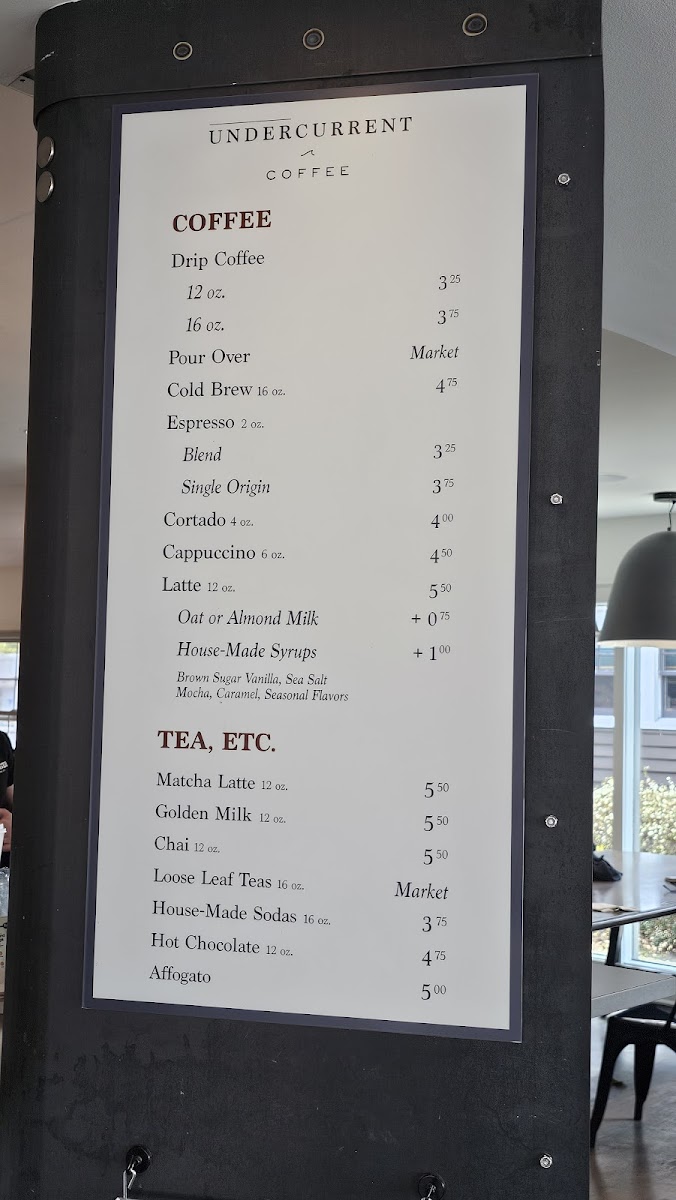 UNDERCURRENT
COFFEE
COFFEE
Drip Coffee
12 oz. 3 25
16 oz. 3 75
Pour Over Market
Cold Brew 16 oz. 4 75
Espresso 2 oz.
Blend 3 25
Single Origin 3 75
Cortado 4 oz. 4 00
Cappuccino 6 oz. 4 50
Latte 12 oz. 5 50
Oat or Almond Milk + 0 75
House-Made Syrups + 1 00
Brown Sugar Vanilla, Sea Salt
Mocha, Caramel, Seasonal Flavors
TEA, ETC.
Matcha Latte 12 oz. 5 50
Golden Milk 12 oz. 5 50
Chai 12 oz. 5 50
Loose Leaf Teas 16 oz. Market
House-Made Sodas 16 oz. 3 75
Hot Chocolate 12 oz. 4 75
Affogato 5 00